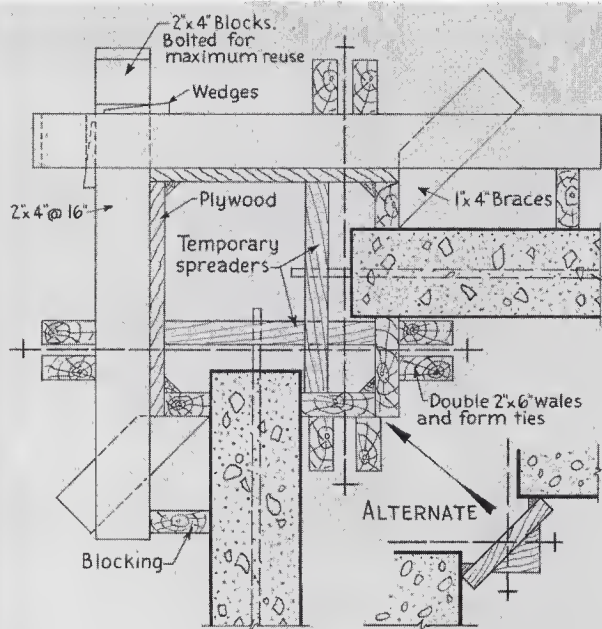 2"x 4" Blocks.
Bolted for
maximum reuse
Wedges
2"x 4"@ 16"
Plywood
1"x 4" Braces
Temporary
spreaders
Double 2"x 6" wales
and form ties
ALTERNATE
Blocking